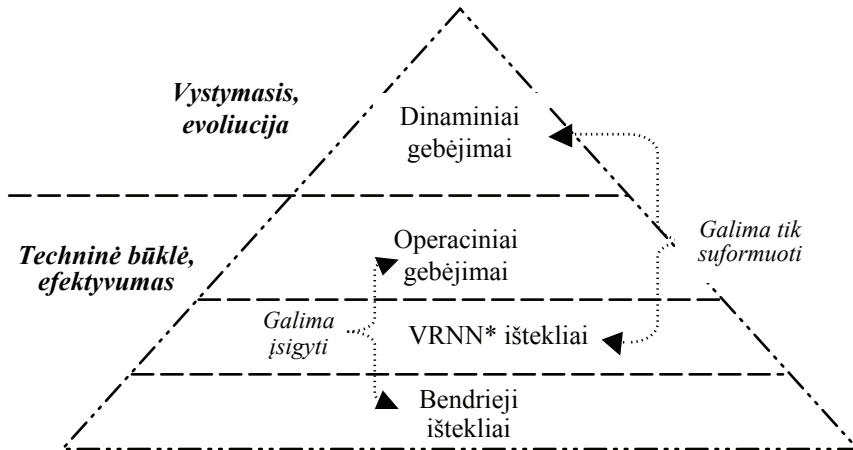 Vystymasis,
evoliucija
Dinaminiai
gebėjimai
Techninė būklė,
efektyvumas
Operaciniai
gebėjimai
Galima tik
suformuoti
Galima
įsigyti
VRNN* ištekliai
Bendrieji
ištekliai